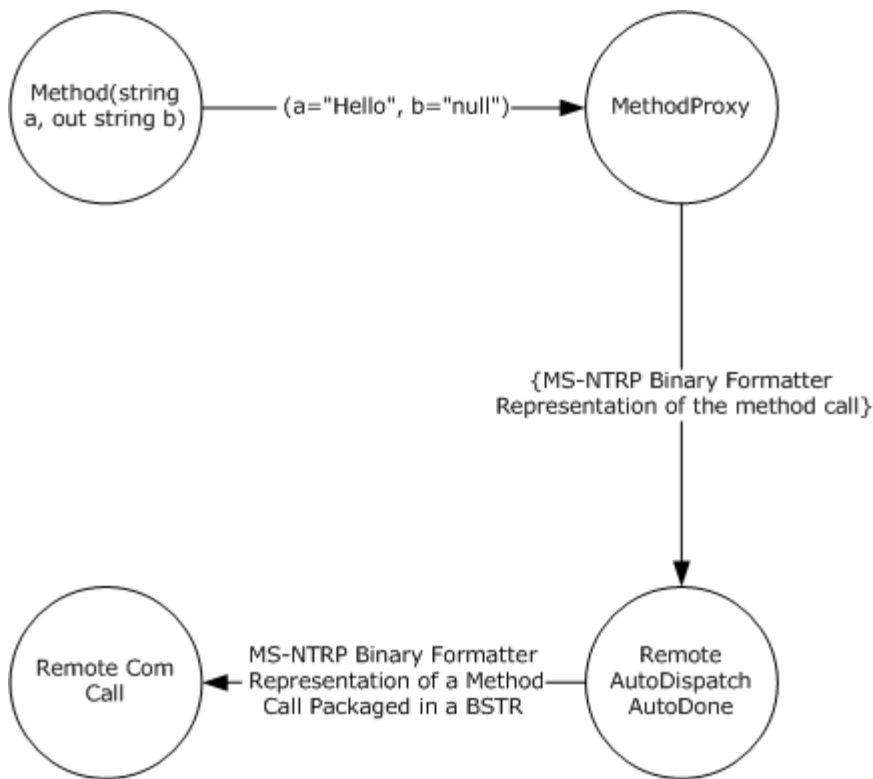 Method(string
a, out string b)
(a="Hello", b="null")
MethodProxy
{MS-NTRP Binary Formatter
Representation of the method call}
Remote Com
Call
MS-NTRP Binary Formatter
Representation of a Method
Call Packaged in a BSTR
Remote
AutoDispatch
AutoDone